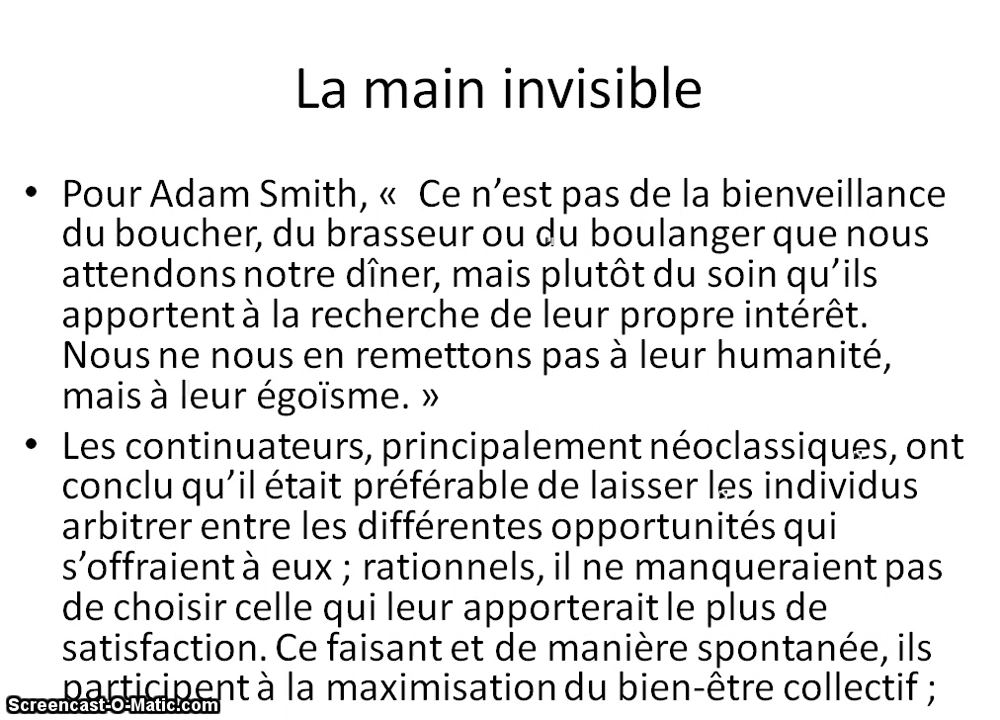 La main invisible
• Pour Adam Smith, «  Ce n’est pas de la bienveillance
du boucher, du brasseur ou du boulanger que nous
attendons notre dîner, mais plutôt du soin qu’ils
apportent à la recherche de leur propre intérêt.
Nous ne nous en remettons pas à leur humanité,
mais à leur égoïsme. »
• Les continuateurs, principalement néoclassiques, ont
conclu qu’il était préférable de laisser les individus
arbitrer entre les différentes opportunités qui
s’offraient à eux ; rationnels, il ne manqueraient pas
de choisir celle qui leur apporterait le plus de
satisfaction. Ce faisant et de manière spontanée, ils
participent à la maximisation du bien-être collectif ;
Screencast-O-Matic.com